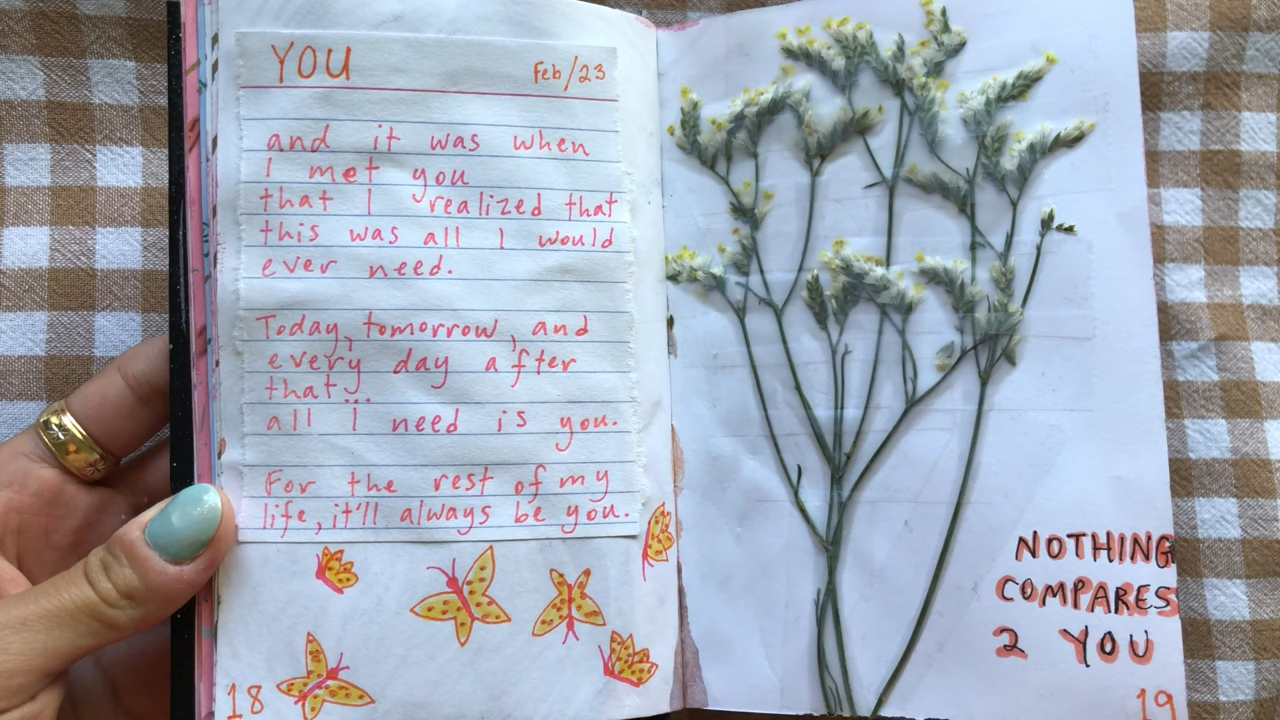 YOU
Feb/23
and it was when
I met you
that I realized that
this was all I would
ever need.
Today, tomorrow, and
every day after
that...
all I need is you.
For the rest of my
life, it'll always be you.
18
NOTHING
COMPARES
2 YOU
19